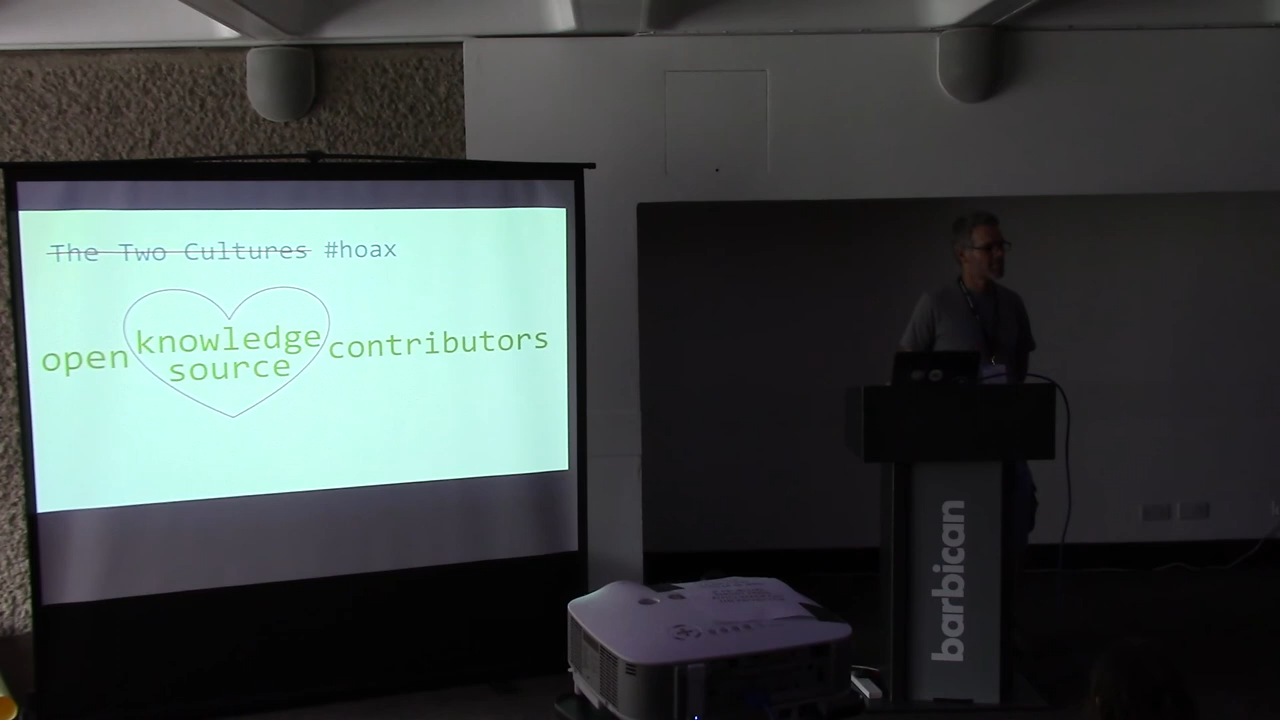 The Two Cultures #hoax
open knowledge contributors
source
barbican